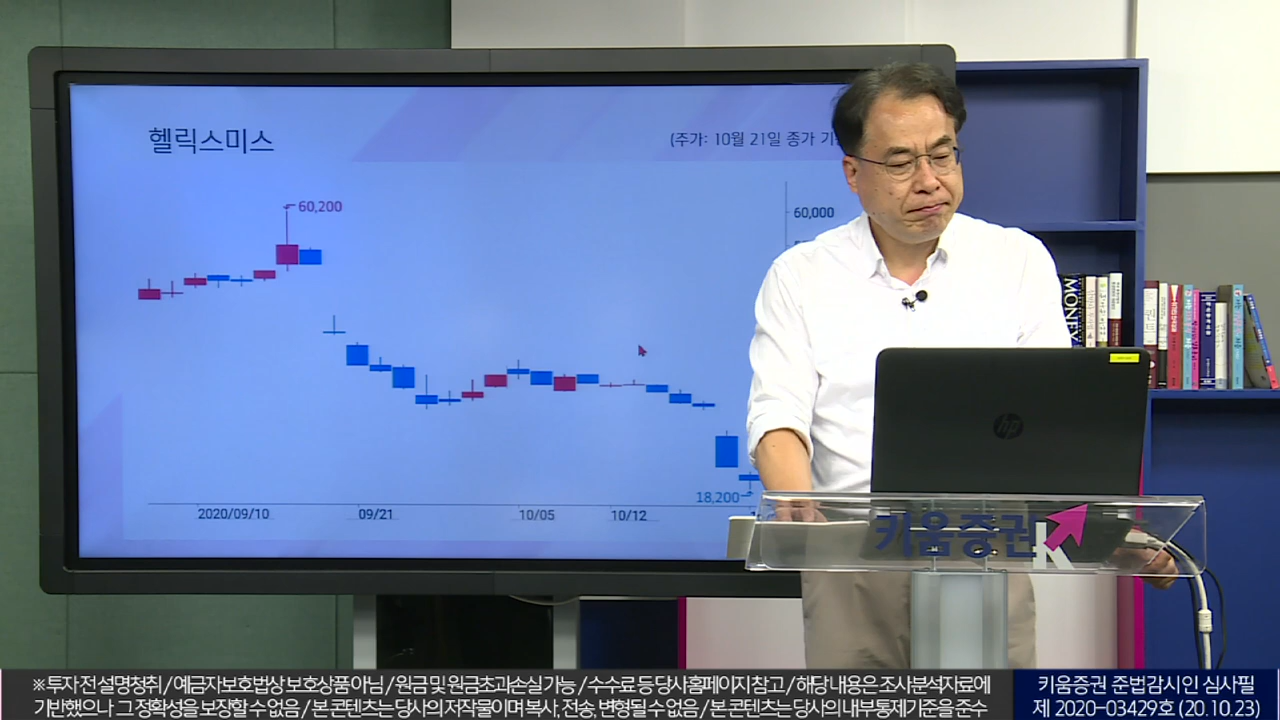 헬릭스미스
(주가: 10월 21일 종가 기
60,200
60,000
18,200
2020/09/10 09/21 10/05 10/12
MONEY
hp
키움증권
※투자 전 설명청취 / 예금자보호법상 보호상품 아님 / 원금 및 원금초과손실 가능 / 수수료 등 당사홈페이지 참고 / 해당 내용은 조사분석자료에
기반했으나 그 정확성을 보장할 수 없음 / 본 콘텐츠는 당사의 저작물이며 복사, 전송, 변형될 수 없음 / 본 콘텐츠는 당사의 내부통제기준을 준수
키움증권 준법감시인 심사필
제 2020-03429호 (20.10.23)